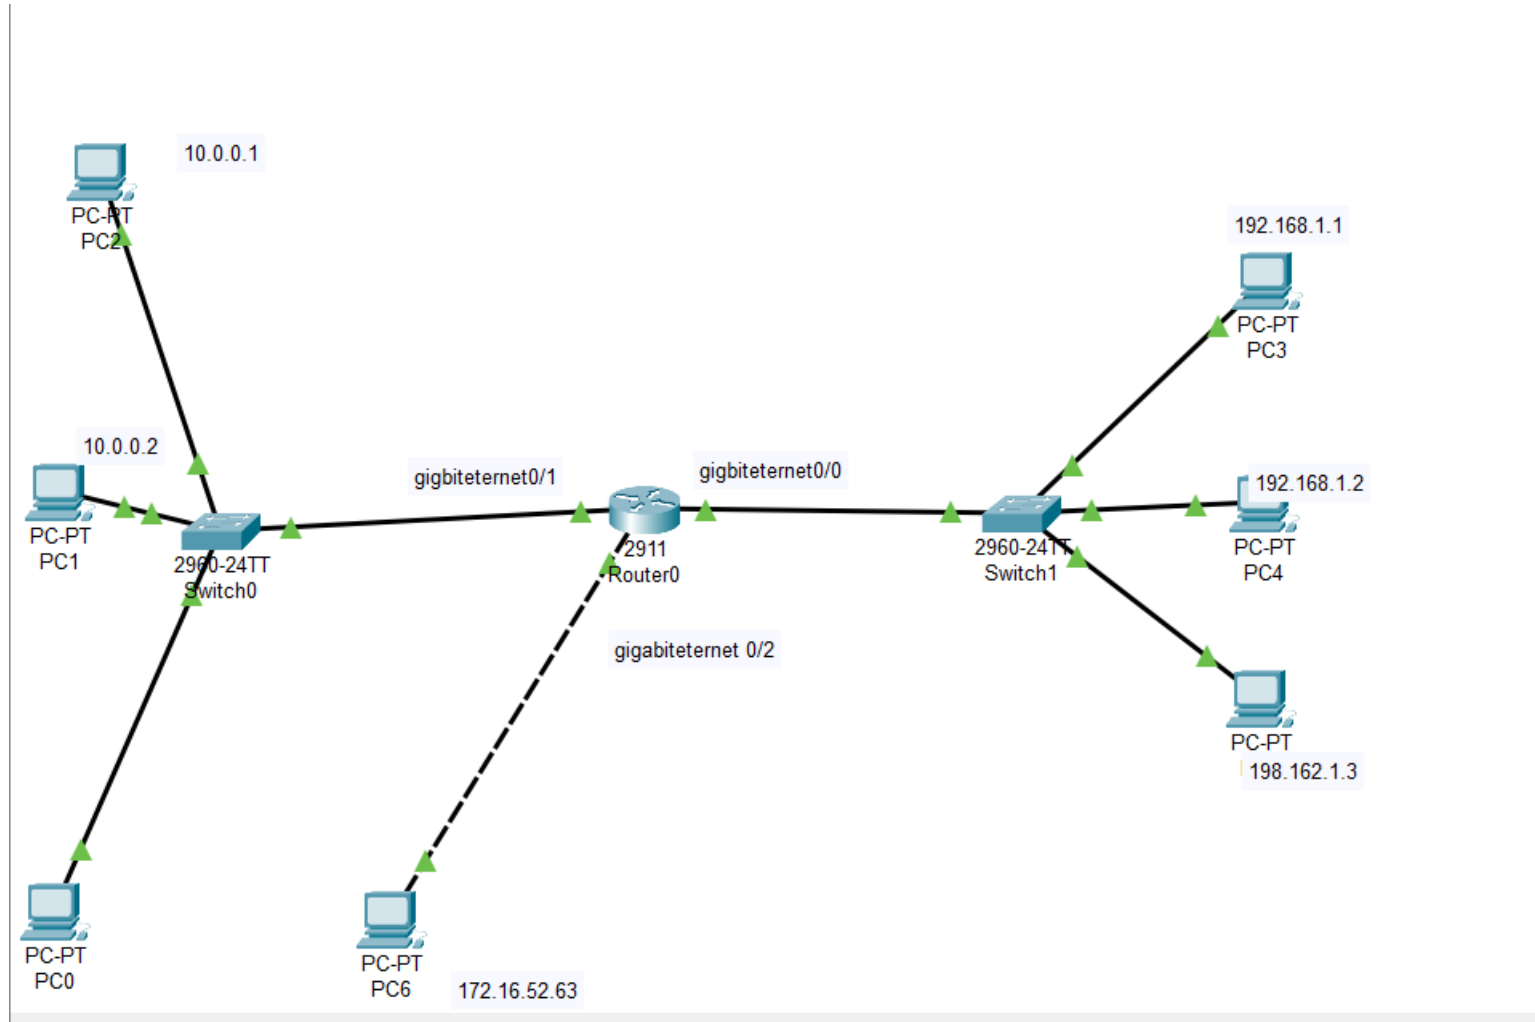 10.0.0.1
PC-PT
PC2
192.168.1.1
PC-PT
PC3
10.0.0.2
PC-PT
PC1
gigbiteternet0/1
gigbiteternet0/0
192.168.1.2
2960-24TT
Switch0
2911
Router0
2960-24TT
Switch1
PC-PT
PC4
gigabiteternet 0/2
PC-PT
198.162.1.3
PC-PT
PC0
PC-PT
PC6
172.16.52.63